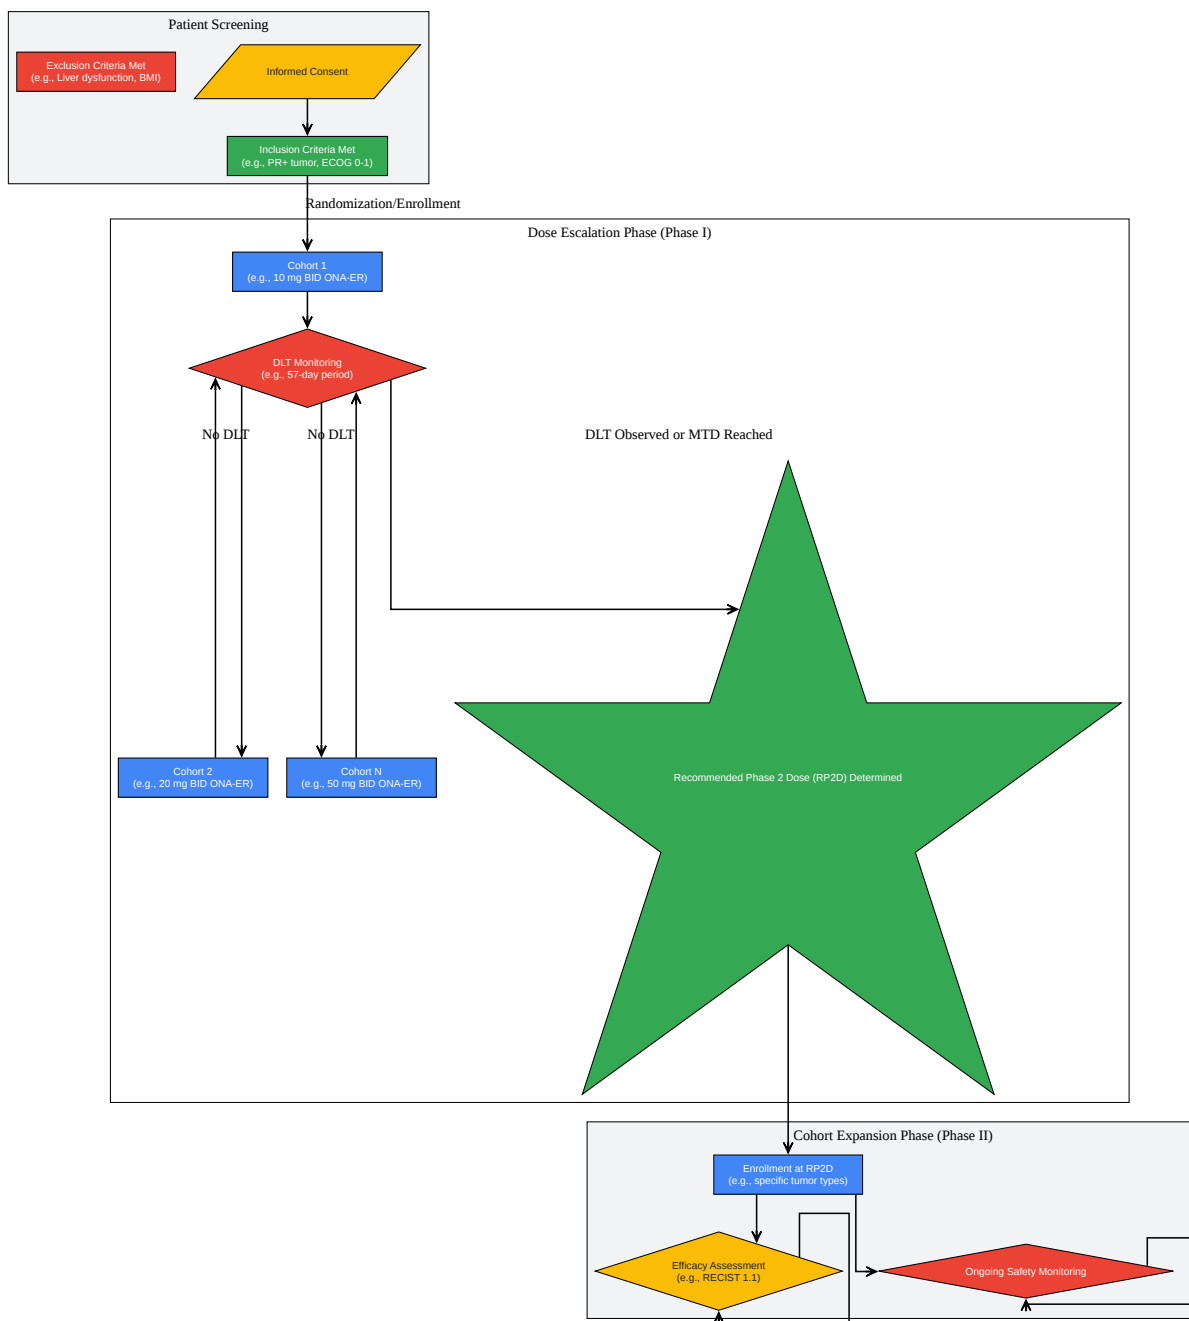 Patient Screening
Exclusion Criteria Met
(e.g., Liver dysfunction, BMI)
Informed Consent
Inclusion Criteria Met
(e.g., PR+ tumor, ECOG 0-1)
Randomization/Enrollment
Dose Escalation Phase (Phase I)
Cohort 1
(e.g., 10 mg BID ONA-ER)
DLT Monitoring
(e.g., 57-day period)
No DLT
No DLT
DLT Observed or MTD Reached
Cohort 2
(e.g., 20 mg BID ONA-ER)
Cohort N
(e.g., 50 mg BID ONA-ER)
Recommended Phase 2 Dose (RP2D) Determined
Cohort Expansion Phase (Phase II)
Enrollment at RP2D
(e.g., specific tumor types)
Efficacy Assessment
(e.g., RECIST 1.1)
Ongoing Safety Monitoring